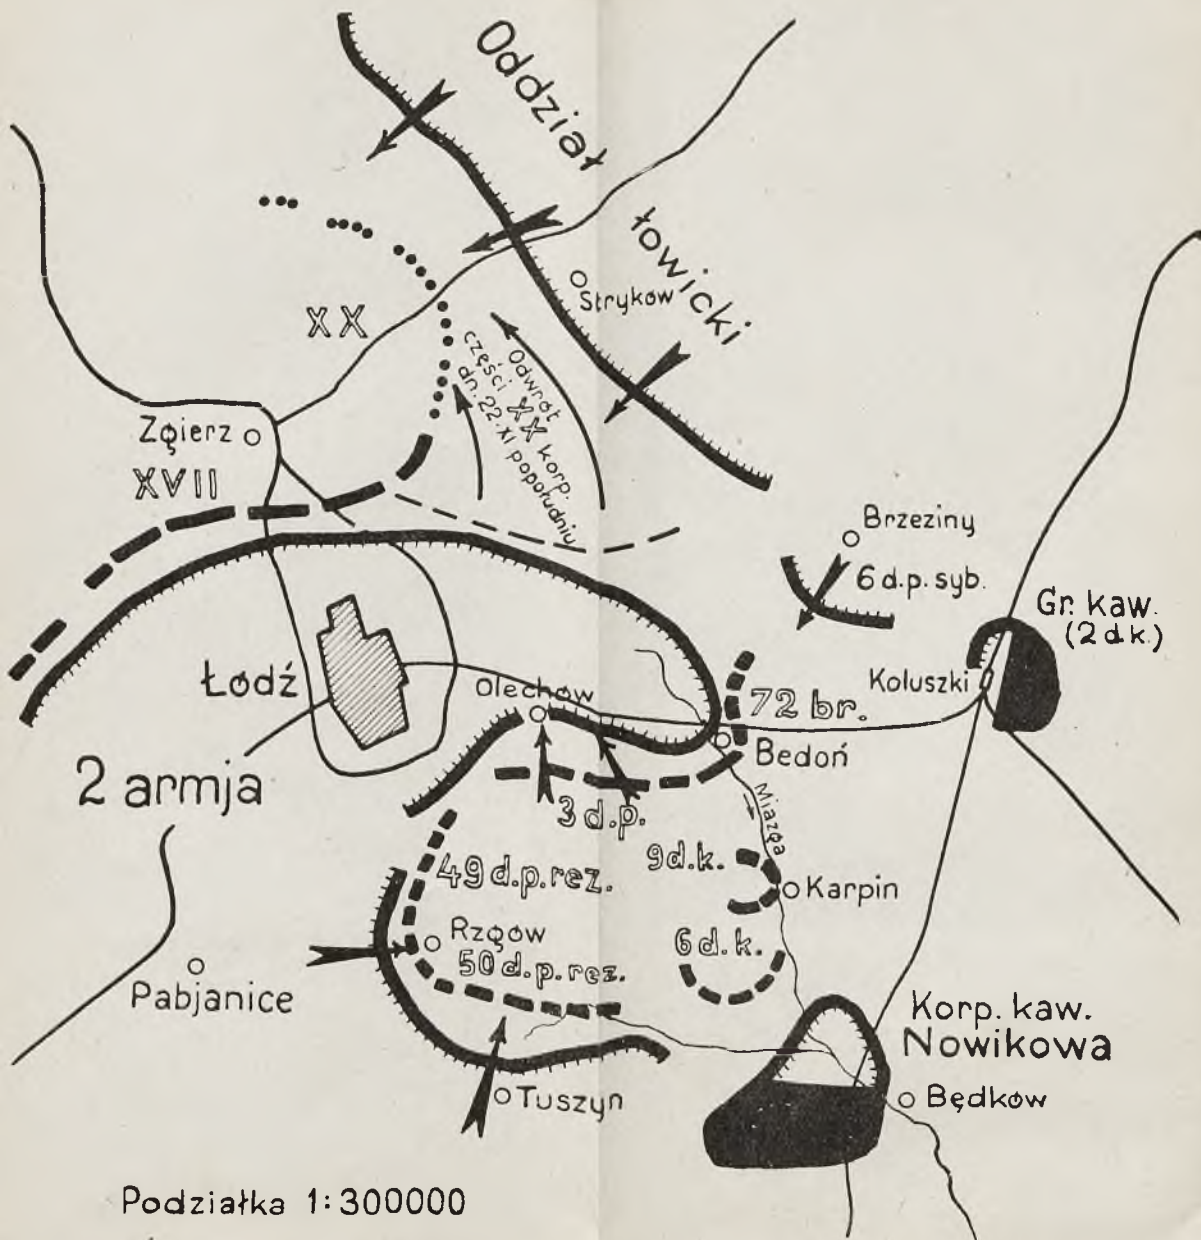 Oddział
łowicki
Stryków
XX
Odwrót
części XX korp.
dn. 22·XI popołudniu
Zgierz
XVII
Brzeziny
6 d.p. syb.
Gr. kaw.
(2 d.k.)
Łódź
Olechów
72 br.
Koluszki
Bedoń
2 armja
3 d.p.
Miazga
9 d.k.
Karpin
49 d.p. rez.
Rzgów
50 d.p. rez.
6 d.k.
Pabjanice
Korp. kaw.
Nowikowa
Tuszyn
Będków
Podziałka 1:300000